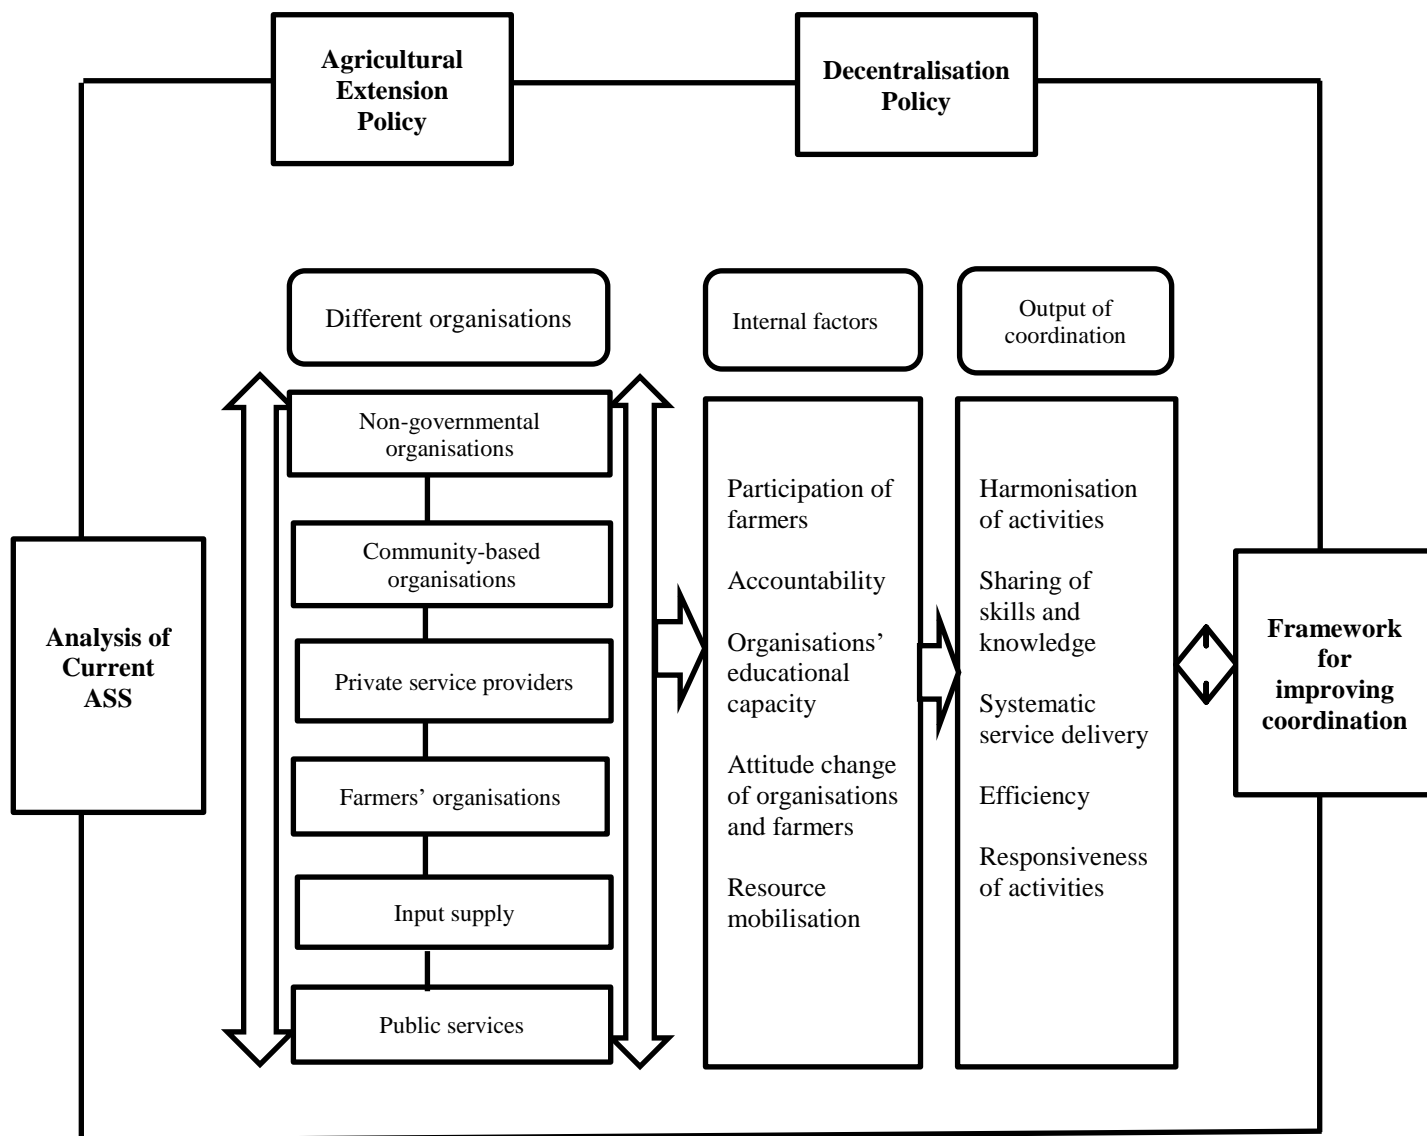 Agricultural
Extension
Policy
Decentralisation
Policy
Different organisations
Internal factors
Output of
coordination
Non-governmental
organisations
Community-based
organisations
Private service providers
Farmers’ organisations
Input supply
Public services
Analysis of
Current
ASS
Participation of
farmers
Accountability
Organisations’
educational
capacity
Attitude change
of organisations
and farmers
Resource
mobilisation
Harmonisation
of activities
Sharing of
skills and
knowledge
Systematic
service delivery
Efficiency
Responsiveness
of activities
Framework
for
improving
coordination